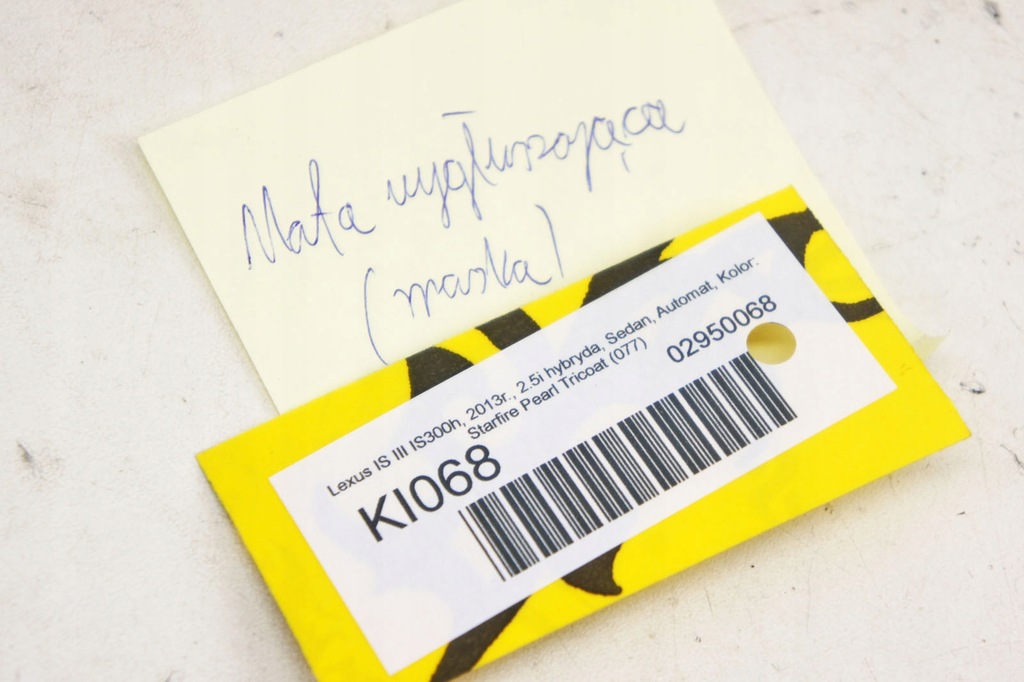 Mata wygłuszająca
(maska)
Lexus IS III IS300h, 2013r., 2.5i hybryda, Sedan, Automat, Kolor:
Starfire Pearl Tricoat (077)
02950068
KI068